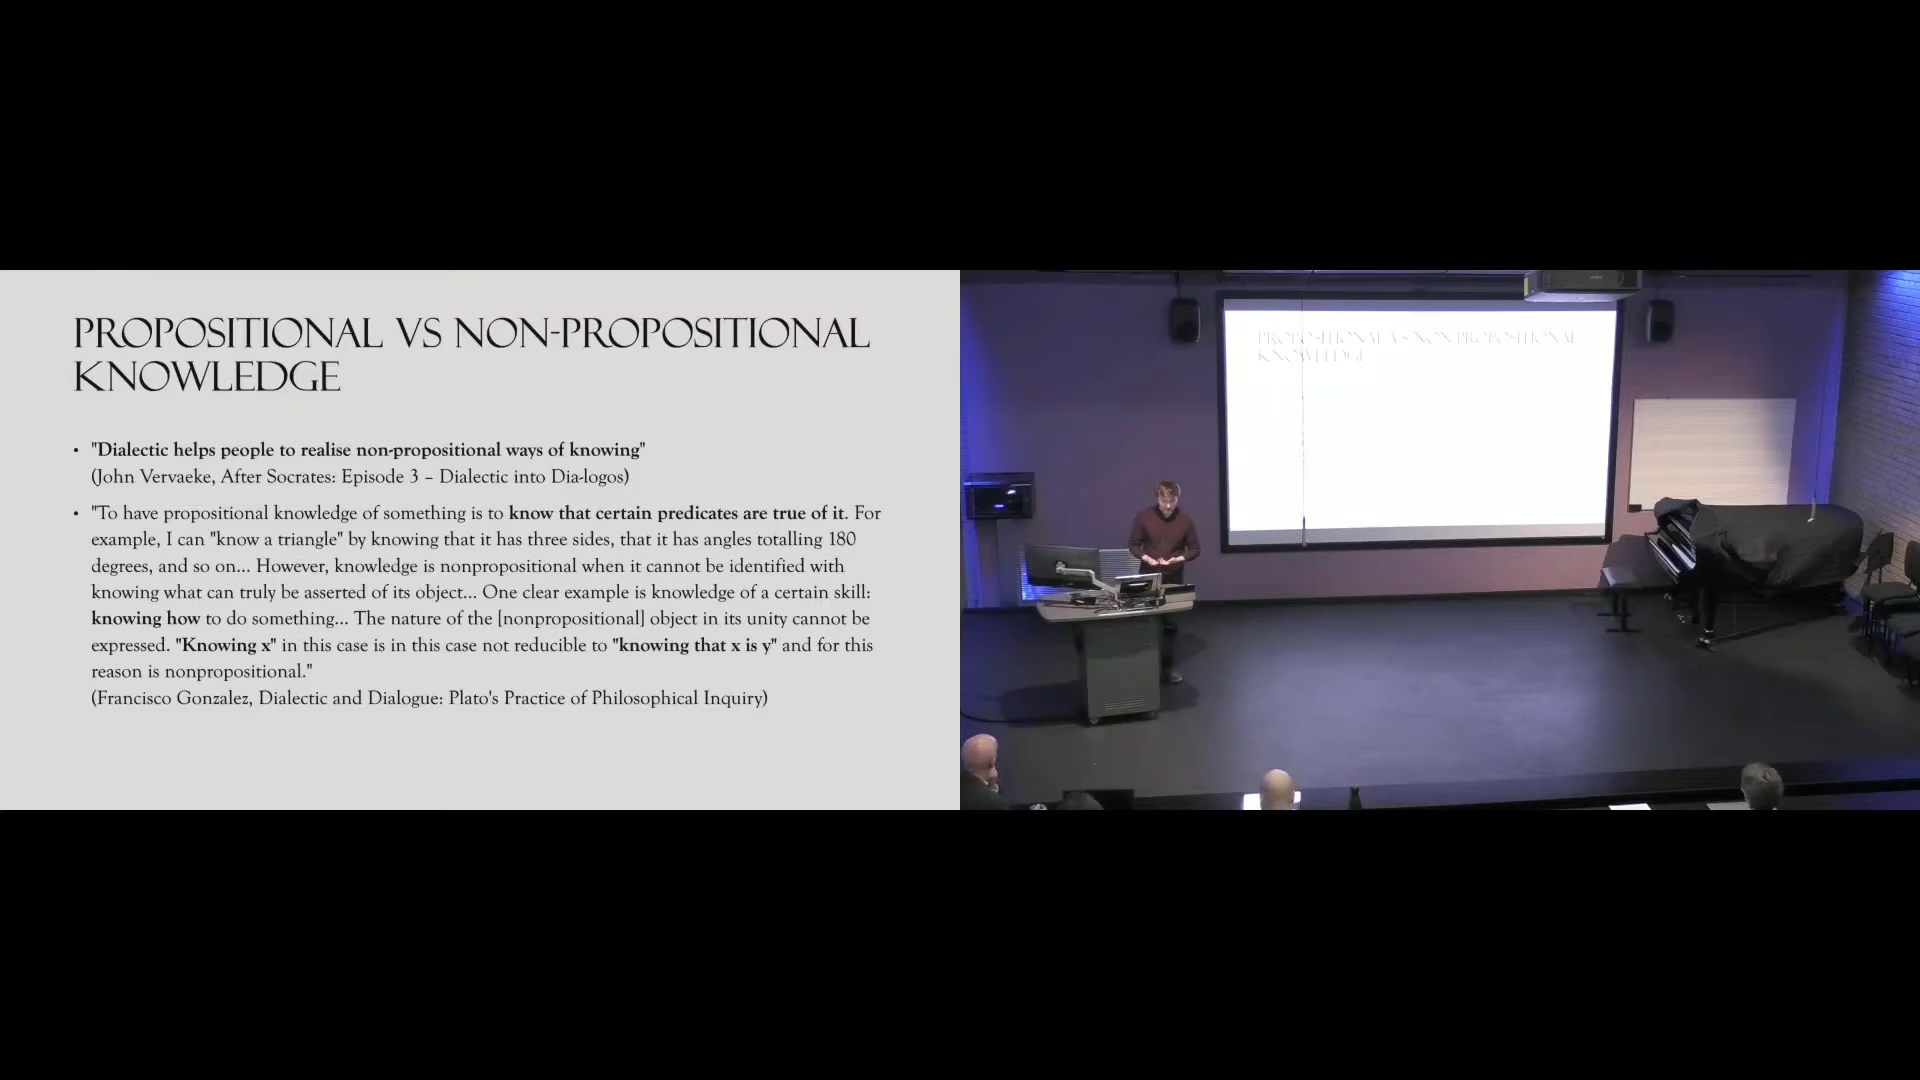 PROPOSITIONAL VS NON-PROPOSITIONAL
KNOWLEDGE
• "Dialectic helps people to realise non-propositional ways of knowing"
(John Vervaeke, After Socrates: Episode 3 – Dialectic into Dia-logos)
• "To have propositional knowledge of something is to know that certain predicates are true of it. For
example, I can "know a triangle" by knowing that it has three sides, that it has angles totalling 180
degrees, and so on... However, knowledge is nonpropositional when it cannot be identified with
knowing what can truly be asserted of its object... One clear example is knowledge of a certain skill:
knowing how to do something... The nature of the [nonpropositional] object in its unity cannot be
expressed. "Knowing x" in this case is in this case not reducible to "knowing that x is y" and for this
reason is nonpropositional."
(Francisco Gonzalez, Dialectic and Dialogue: Plato's Practice of Philosophical Inquiry)
PROPOSITIONAL VS NON-PROPOSITIONAL
KNOWLEDGE